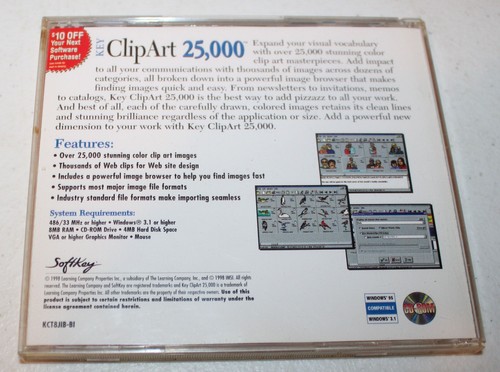 $10 OFF
Your Next
Software
Purchase!
KEY
ClipArt 25,000™
Expand your visual vocabulary
with over 25,000 stunning color
clip art masterpieces. Add impact
to all your communications with thousands of images across dozens of
categories, all broken down into a powerful image browser that makes
finding images quick and easy. From newsletters to invitations, memos
to catalogs, Key ClipArt 25,000 is the best way to add pizzazz to all your work.
And best of all, each of the carefully drawn, colored images retains its clean lines
and stunning brilliance regardless of the application or size. Add a powerful new
dimension to your work with Key ClipArt 25,000.
Features:
• Over 25,000 stunning color clip art images
• Thousands of Web clips for Web site design
• Includes a powerful image browser to help you find images fast
• Supports most major image file formats
• Industry standard file formats make importing seamless
System Requirements:
486/33 MHz or higher • Windows® 3.1 or higher
8MB RAM • CD-ROM Drive • 4MB Hard Disk Space
VGA or higher Graphics Monitor • Mouse
SoftKey
© 1998 Learning Company Properties Inc., a subsidiary of The Learning Company, Inc., and © 1998 IMSI. All rights
reserved. The Learning Company and SoftKey are registered trademarks and Key ClipArt 25,000 is a trademark of
Learning Company Properties Inc. All other trademarks are the property of their respective owners. Use of this
product is subject to certain restrictions and limitations of warranty under the
license agreement contained herein.
KCT8JIB-BI
WINDOWS 95
COMPATIBLE
WINDOWS 3.1
CD-ROM